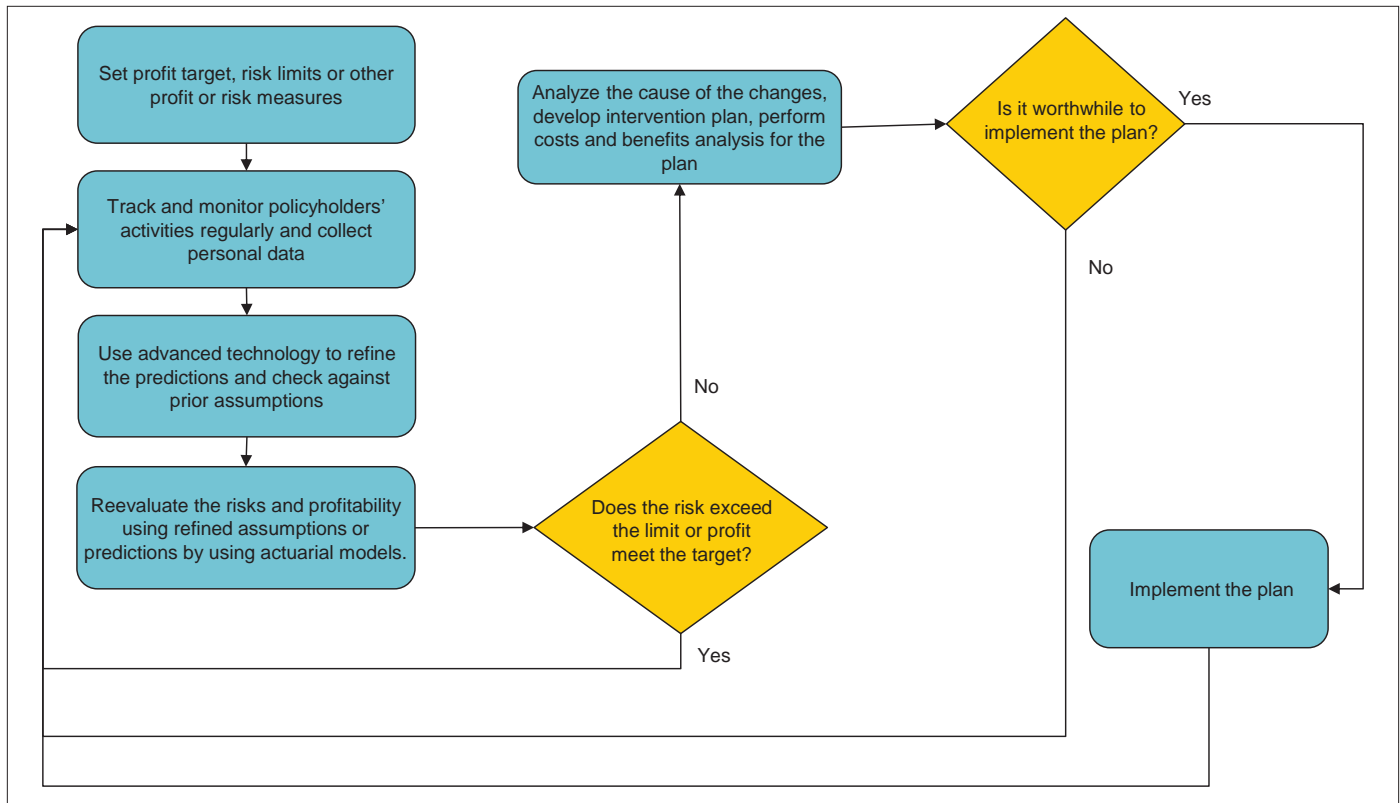 Set profit target, risk limits or other
profit or risk measures
Track and monitor policyholders’
activities regularly and collect
personal data
Use advanced technology to refine
the predictions and check against
prior assumptions
Reevaluate the risks and profitability
using refined assumptions or
predictions by using actuarial models.
Does the risk exceed
the limit or profit
meet the target?
No
Yes
Analyze the cause of the changes,
develop intervention plan, perform
costs and benefits analysis for the
plan
Is it worthwhile to
implement the plan?
Yes
No
Implement the plan